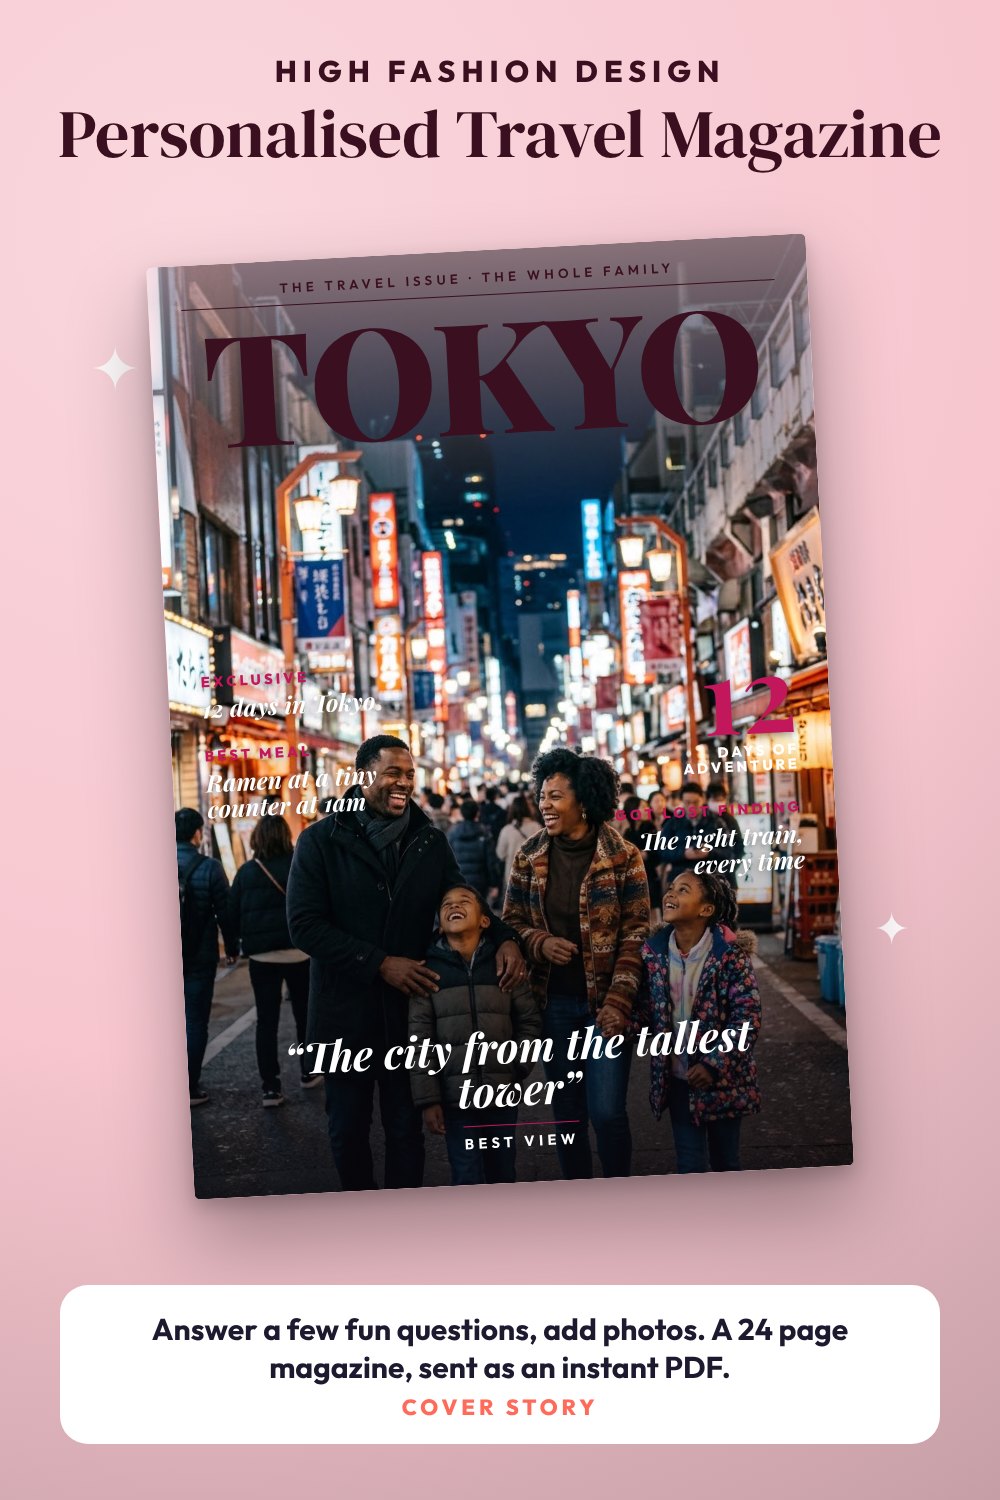 HIGH FASHION DESIGN
Personalised Travel Magazine
THE TRAVEL ISSUE · THE WHOLE FAMILY
TOKYO
EXCLUSIVE
12 days in Tokyo.
BEST MEAL
Ramen at a tiny
counter at 1am
12
DAYS OF
ADVENTURE
GOT LOST FINDING
The right train,
every time
“The city from the tallest
tower”
BEST VIEW
Answer a few fun questions, add photos. A 24 page
magazine, sent as an instant PDF.
COVER STORY